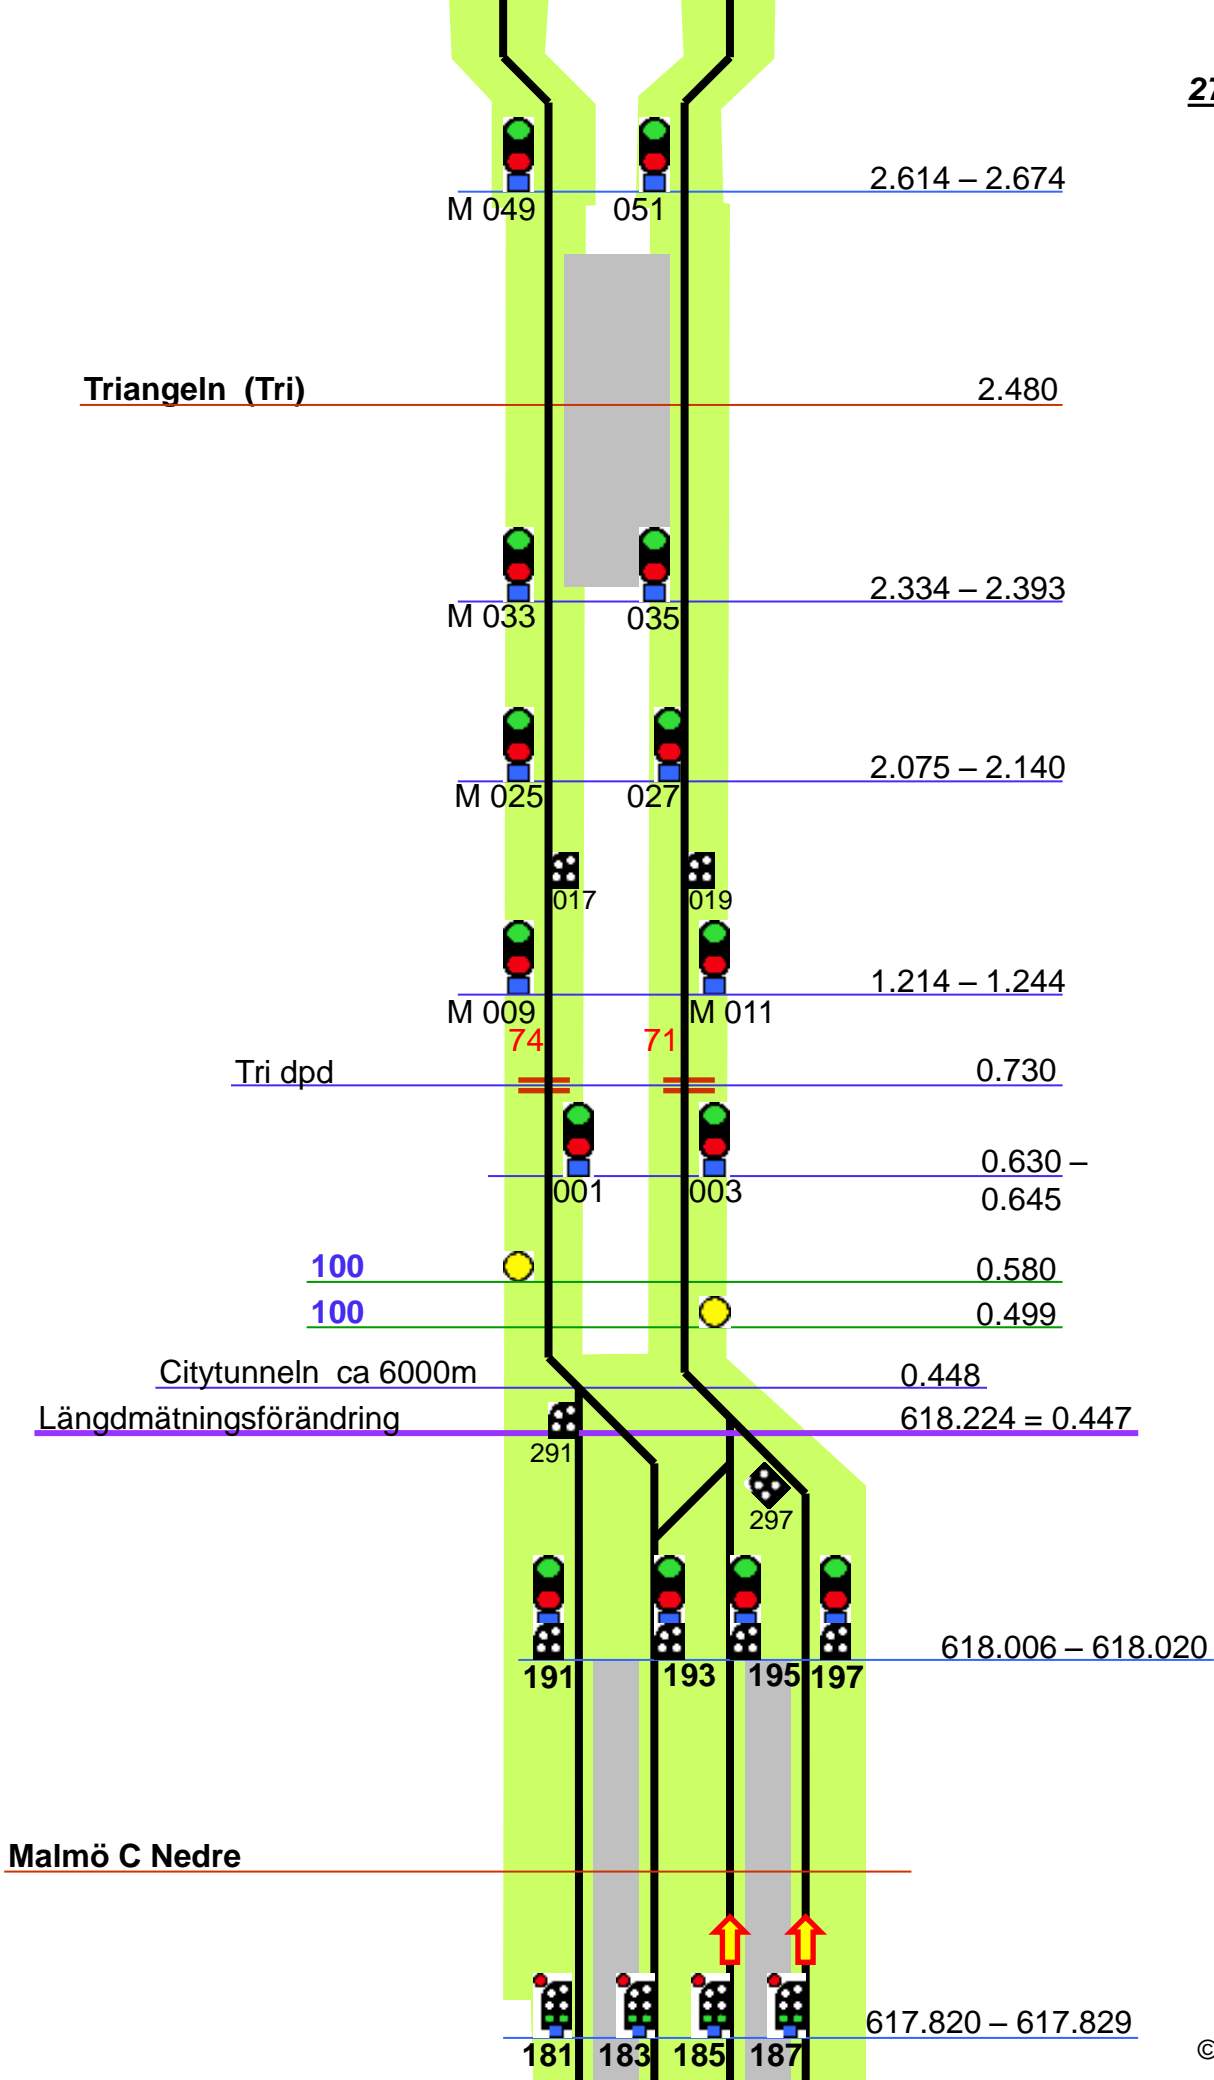 27
2.614 – 2.674
M 049 051
Triangeln (Tri) 2.480
2.334 – 2.393
M 033 035
2.075 – 2.140
M 025 027
017 019
1.214 – 1.244
M 009 M 011
74 71
Tri dpd 0.730
0.630 –
001 003 0.645
100 0.580
100 0.499
Citytunneln ca 6000m 0.448
Längdmätningsförändring 618.224 = 0.447
291
297
618.006 – 618.020
191 193 195 197
Malmö C Nedre
617.820 – 617.829
181 183 185 187
©